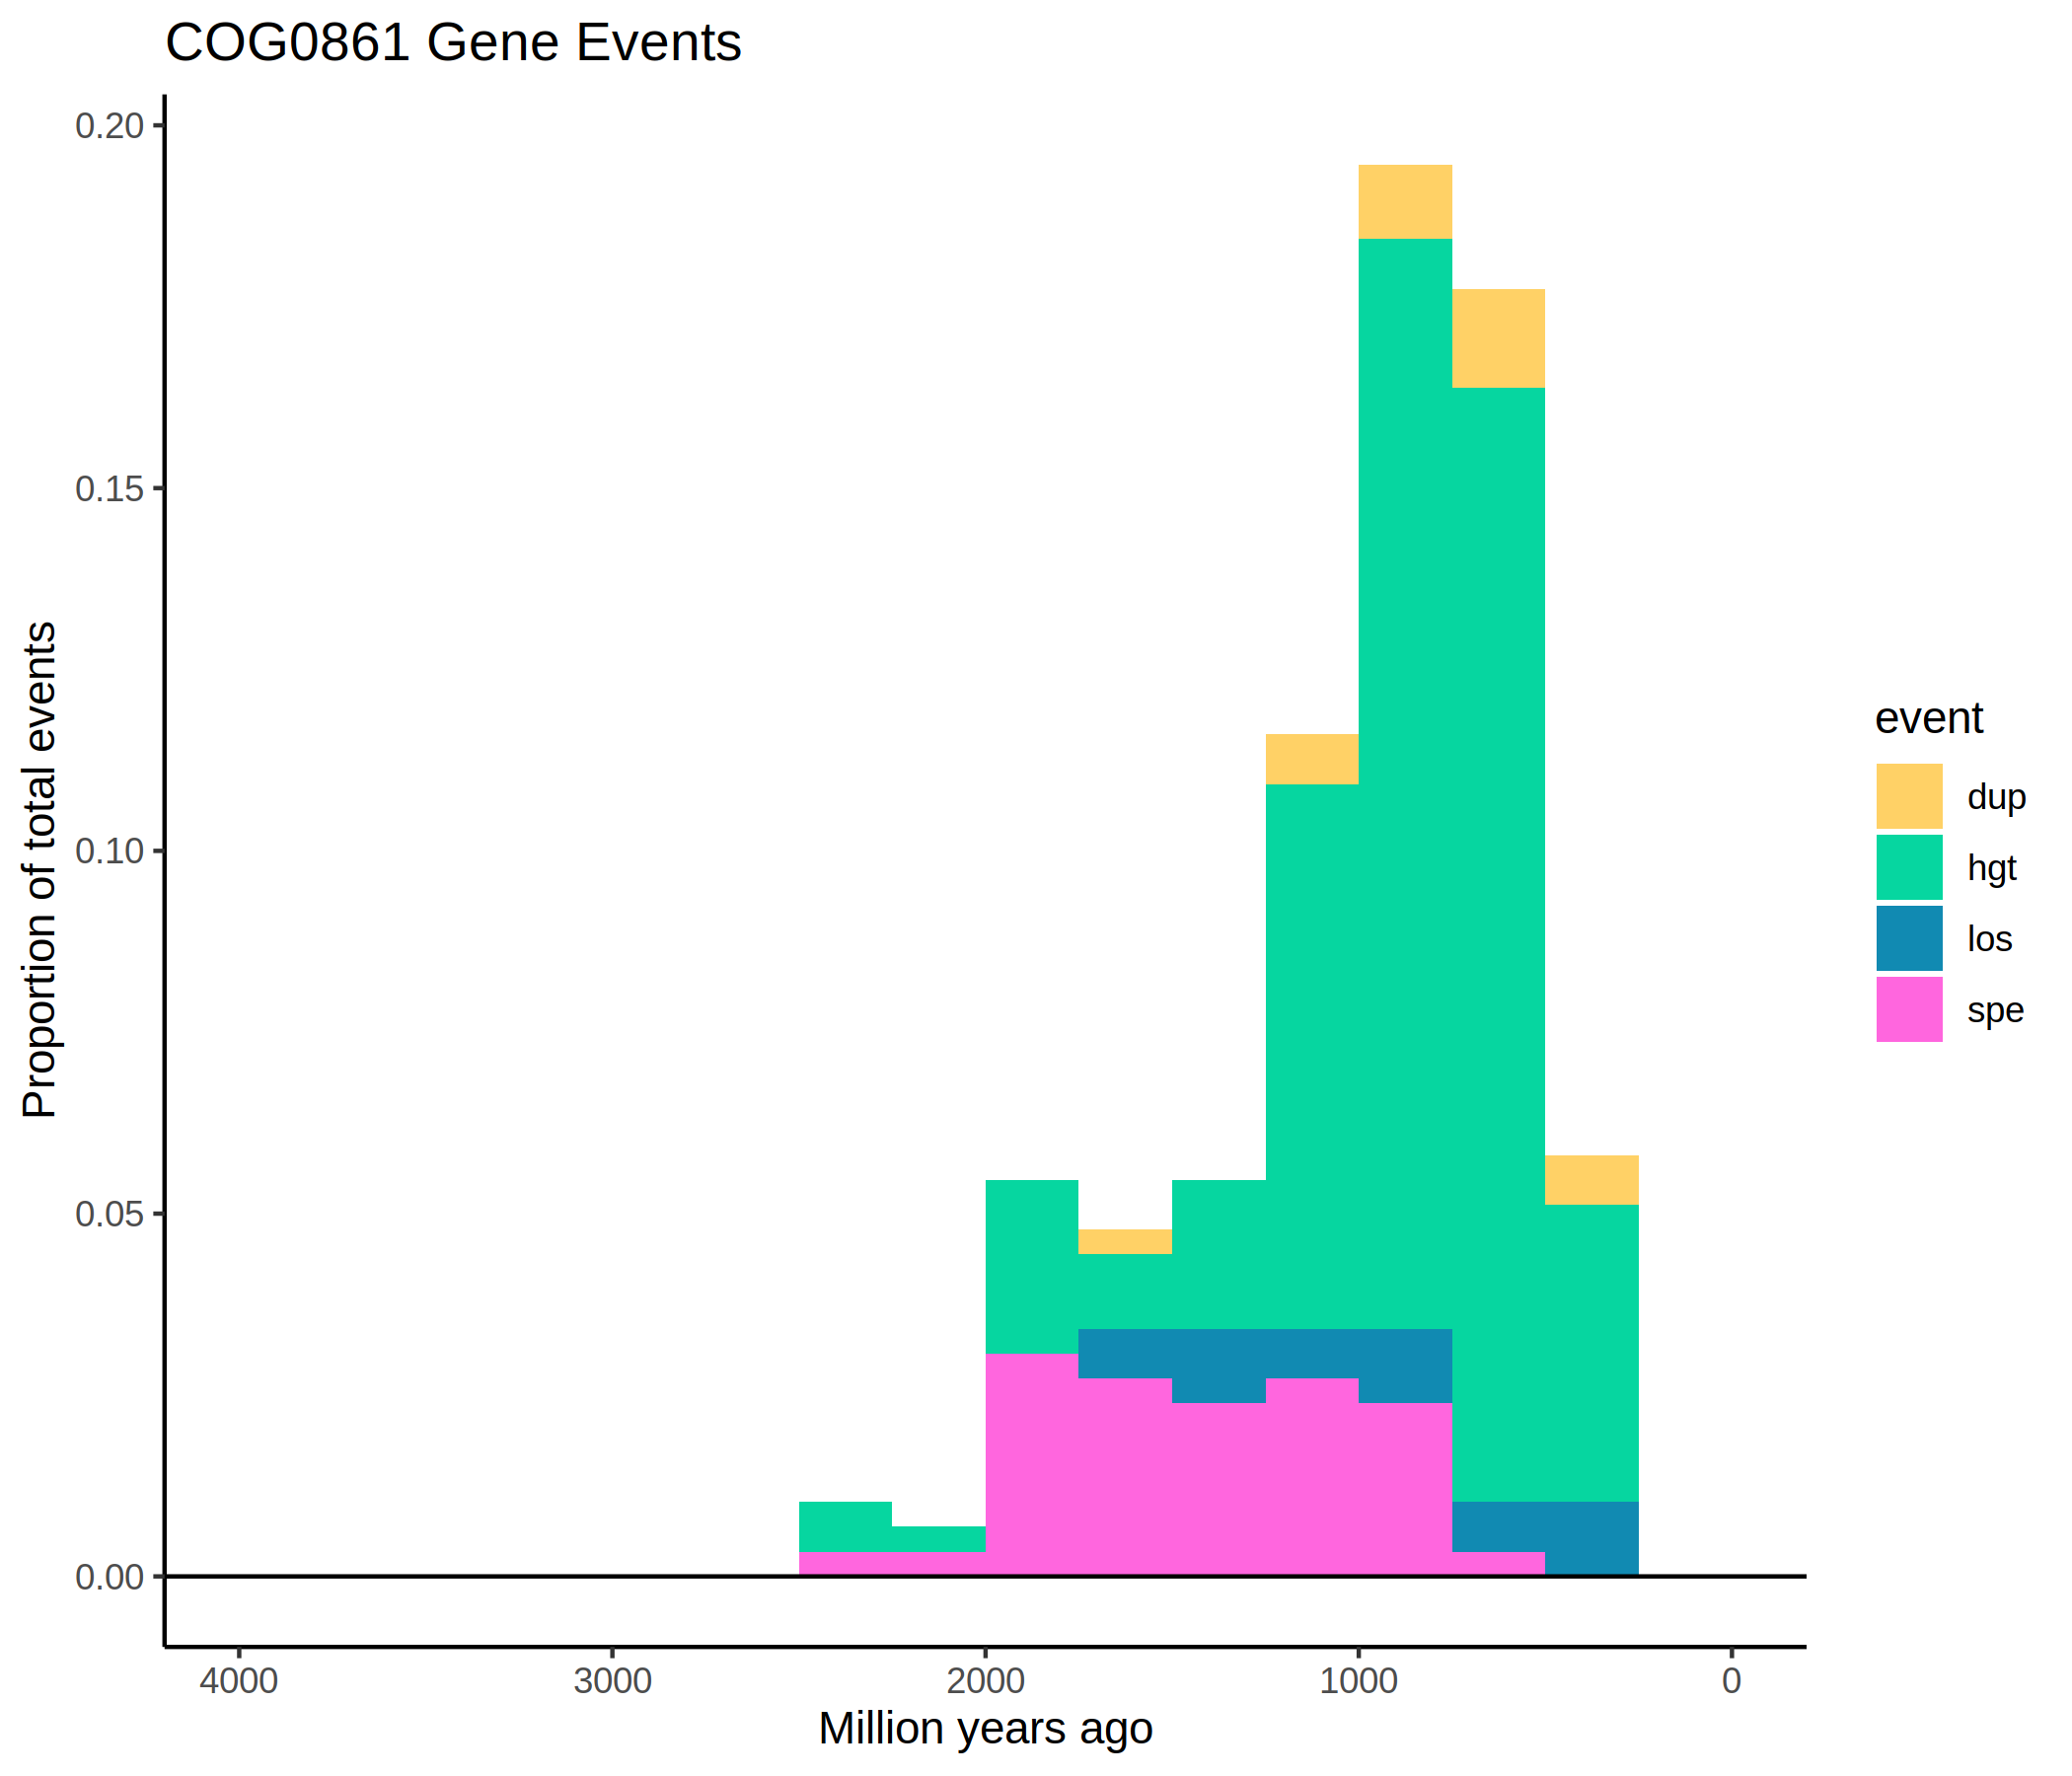 COG0861 Gene Events
0.20
0.15
0.10
0.05
0.00
Proportion of total events
4000 3000 2000 1000 0
Million years ago
event
dup
hgt
los
spe